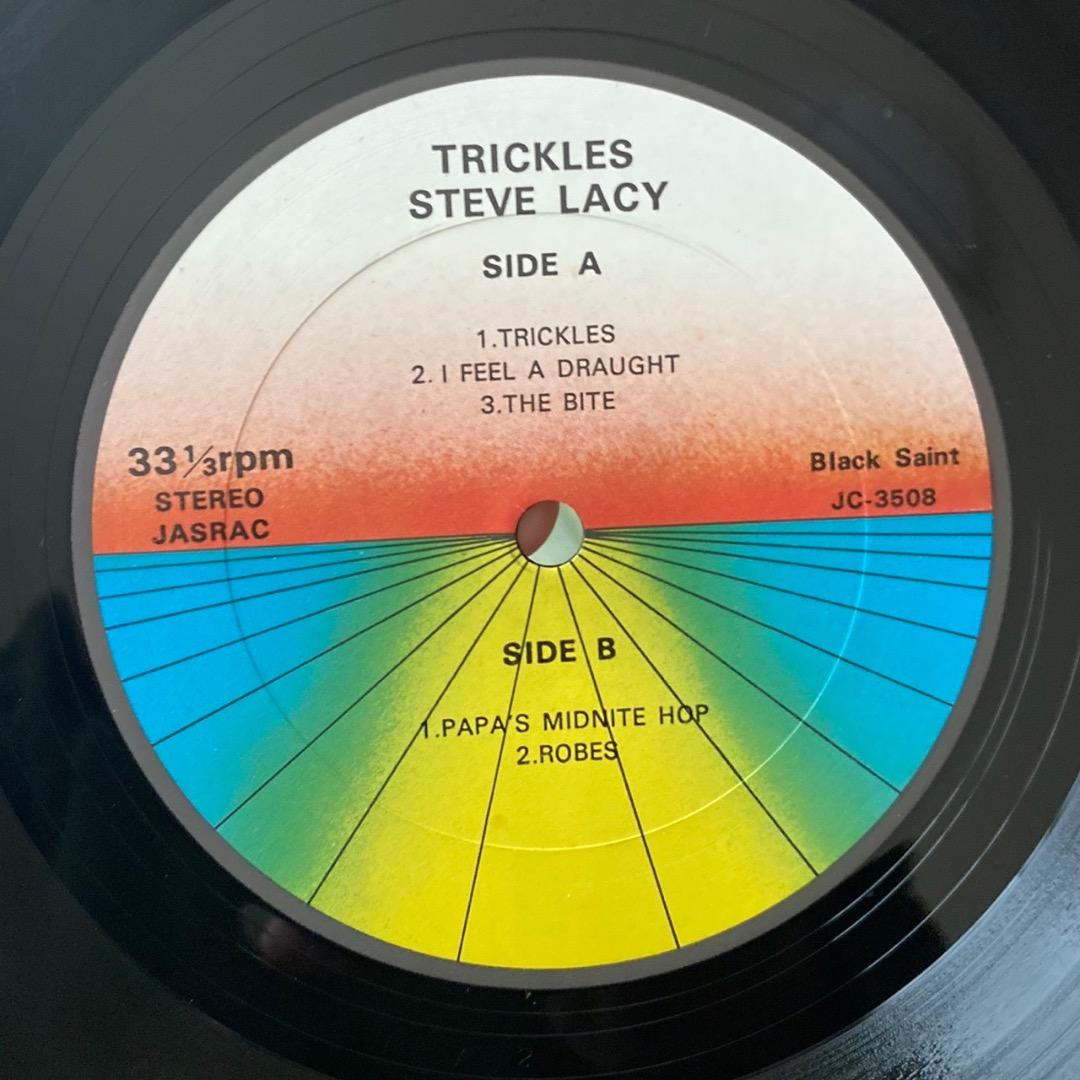 TRICKLES
STEVE LACY
SIDE A
1.TRICKLES
2. I FEEL A DRAUGHT
3.THE BITE
33⅓rpm
STEREO
JASRAC
Black Saint
JC-3508
SIDE B
1.PAPA'S MIDNITE HOP
2.ROBES